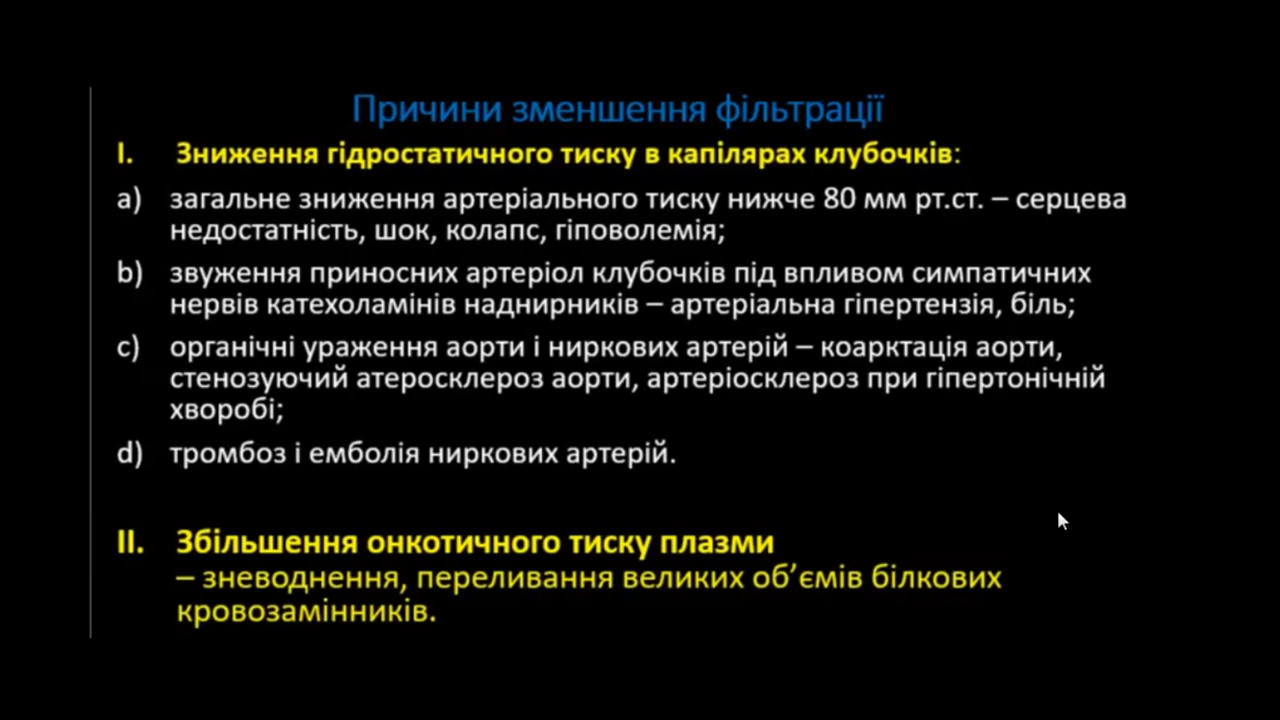 Причини зменшення фільтрації
I. Зниження гідростатичного тиску в капілярах клубочків:
a) загальне зниження артеріального тиску нижче 80 мм рт.ст. – серцева
недостатність, шок, колапс, гіповолемія;
b) звуження приносних артеріол клубочків під впливом симпатичних
нервів катехоламінів наднирників – артеріальна гіпертензія, біль;
c) органічні ураження аорти і ниркових артерій – коарктація аорти,
стенозуючий атеросклероз аорти, артеріосклероз при гіпертонічній
хворобі;
d) тромбоз і емболія ниркових артерій.
II. Збільшення онкотичного тиску плазми
– зневоднення, переливання великих об’ємів білкових
кровозамінників.